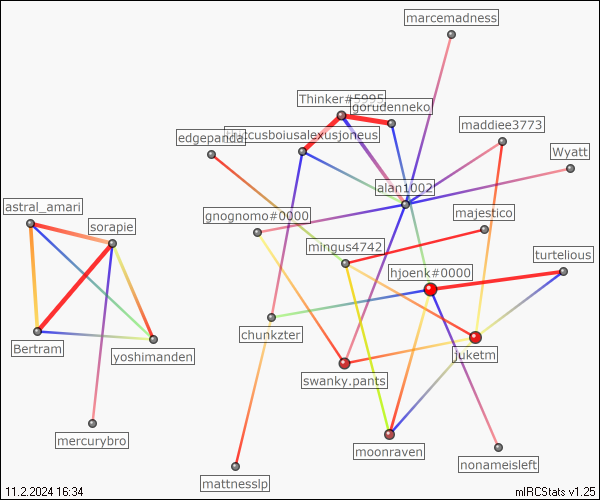 marcemadness
Thinker#5995
gorudenneko
maddiee3773
edgepanda
Wyatt
alan1002
astral_amari
sorapie
gnognomo#0000
majestico
mingus4742
turtelious
hjoenk#0000
chunkzter
Bertram
yoshimanden
juketm
swanky.pants
mercurybro
moonraven
nonameisleft
mattnesslp
11.2.2024 16:34
mIRCStats v1.25